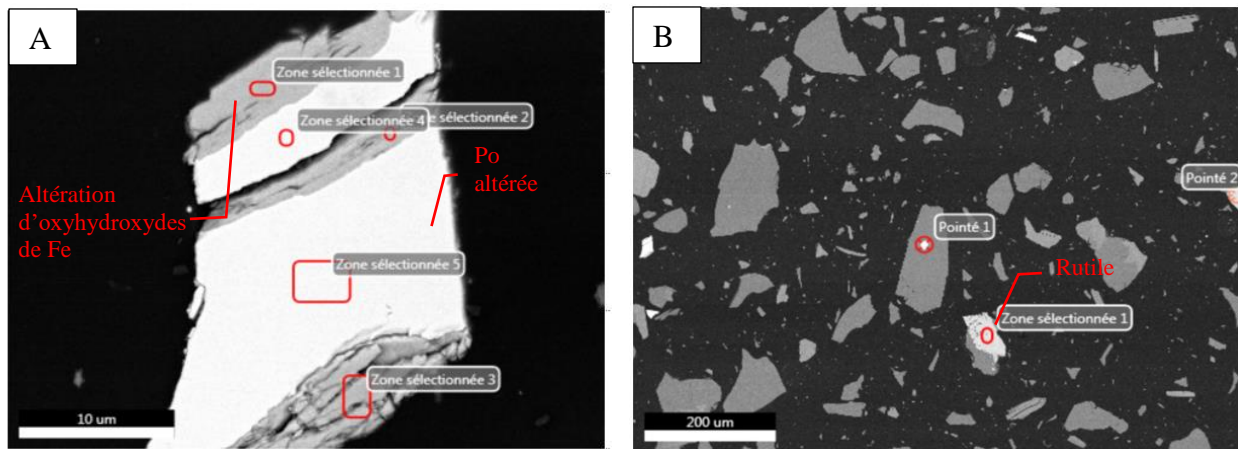 A
Zone sélectionnée 1
Zone sélectionnée 4
e sélectionnée 2
Po
altérée
Altération
d'oxyhydroxydes
de Fe
Zone sélectionnée 5
Zone sélectionnée 3
10 um
B
Pointé 2
Pointé 1
Rutile
Zone sélectionnée 1
200 um